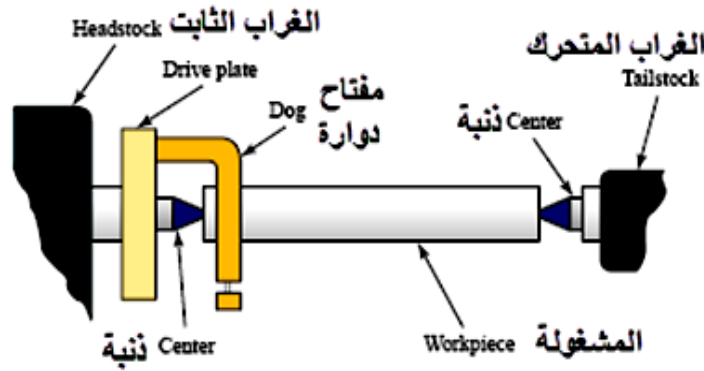 Headstock الغراب الثابت
Drive plate
الغراب المتحرك
Tailstock
Dog مفتاح
دوارة
ذنبة Center
ذنبة Center
Workpiece المشغولة